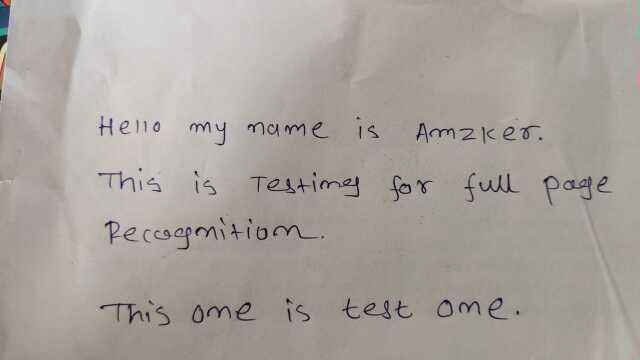 Hello my name is Amzker.
This is Testing for full page
Recognition.
This one is test one.